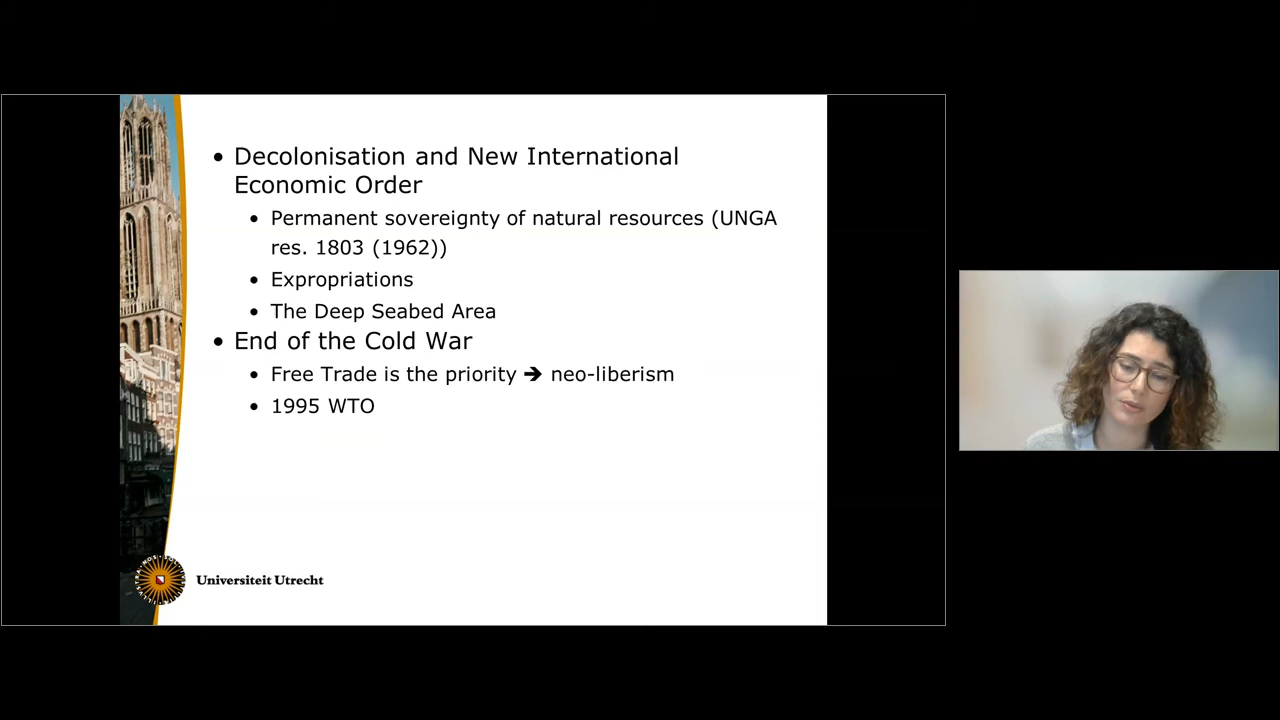 • Decolonisation and New International
Economic Order
• Permanent sovereignty of natural resources (UNGA
res. 1803 (1962))
• Expropriations
• The Deep Seabed Area
• End of the Cold War
• Free Trade is the priority ➔ neo-liberism
• 1995 WTO
Universiteit Utrecht